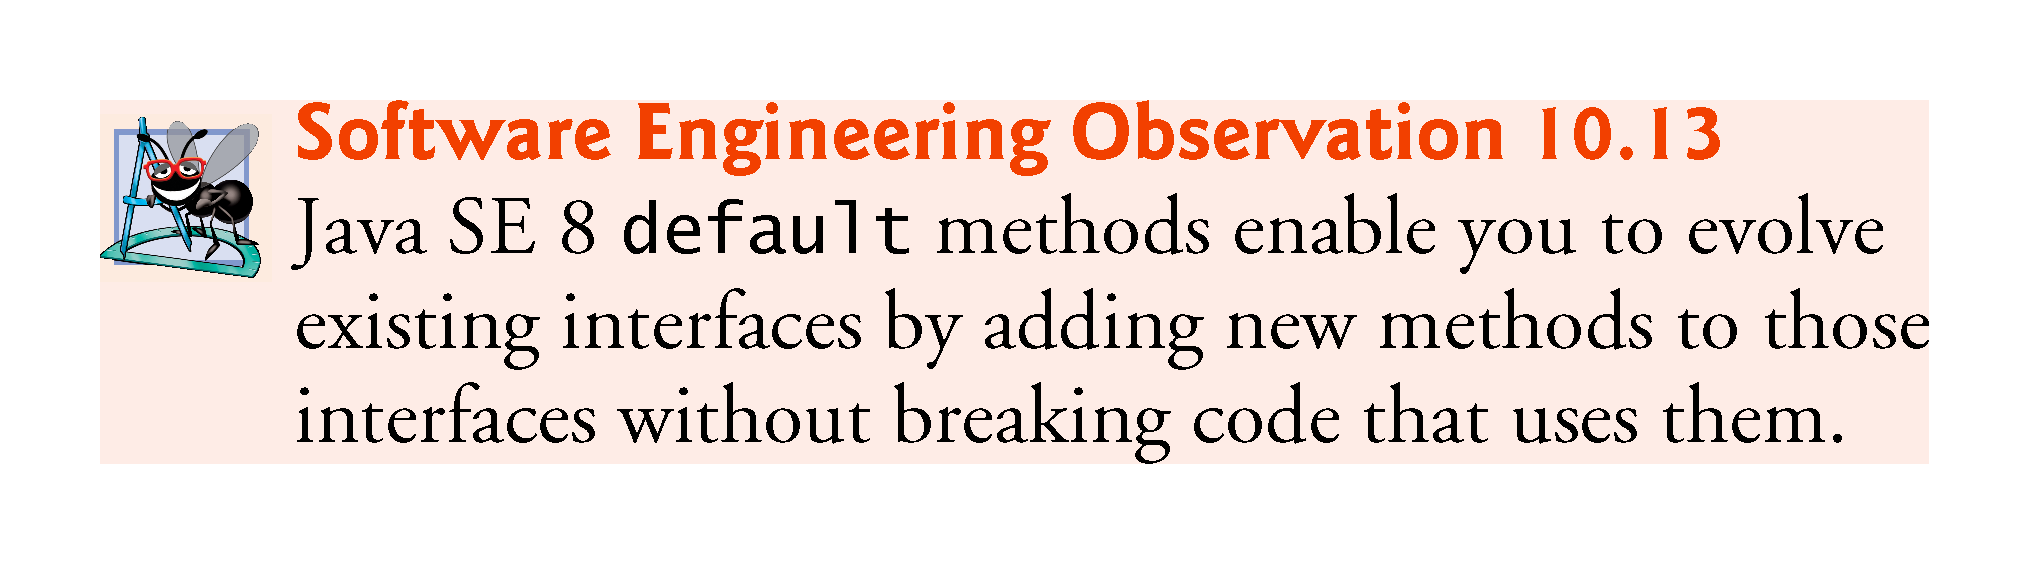 Software Engineering Observation 10.13
Java SE 8 default methods enable you to evolve
existing interfaces by adding new methods to those
interfaces without breaking code that uses them.